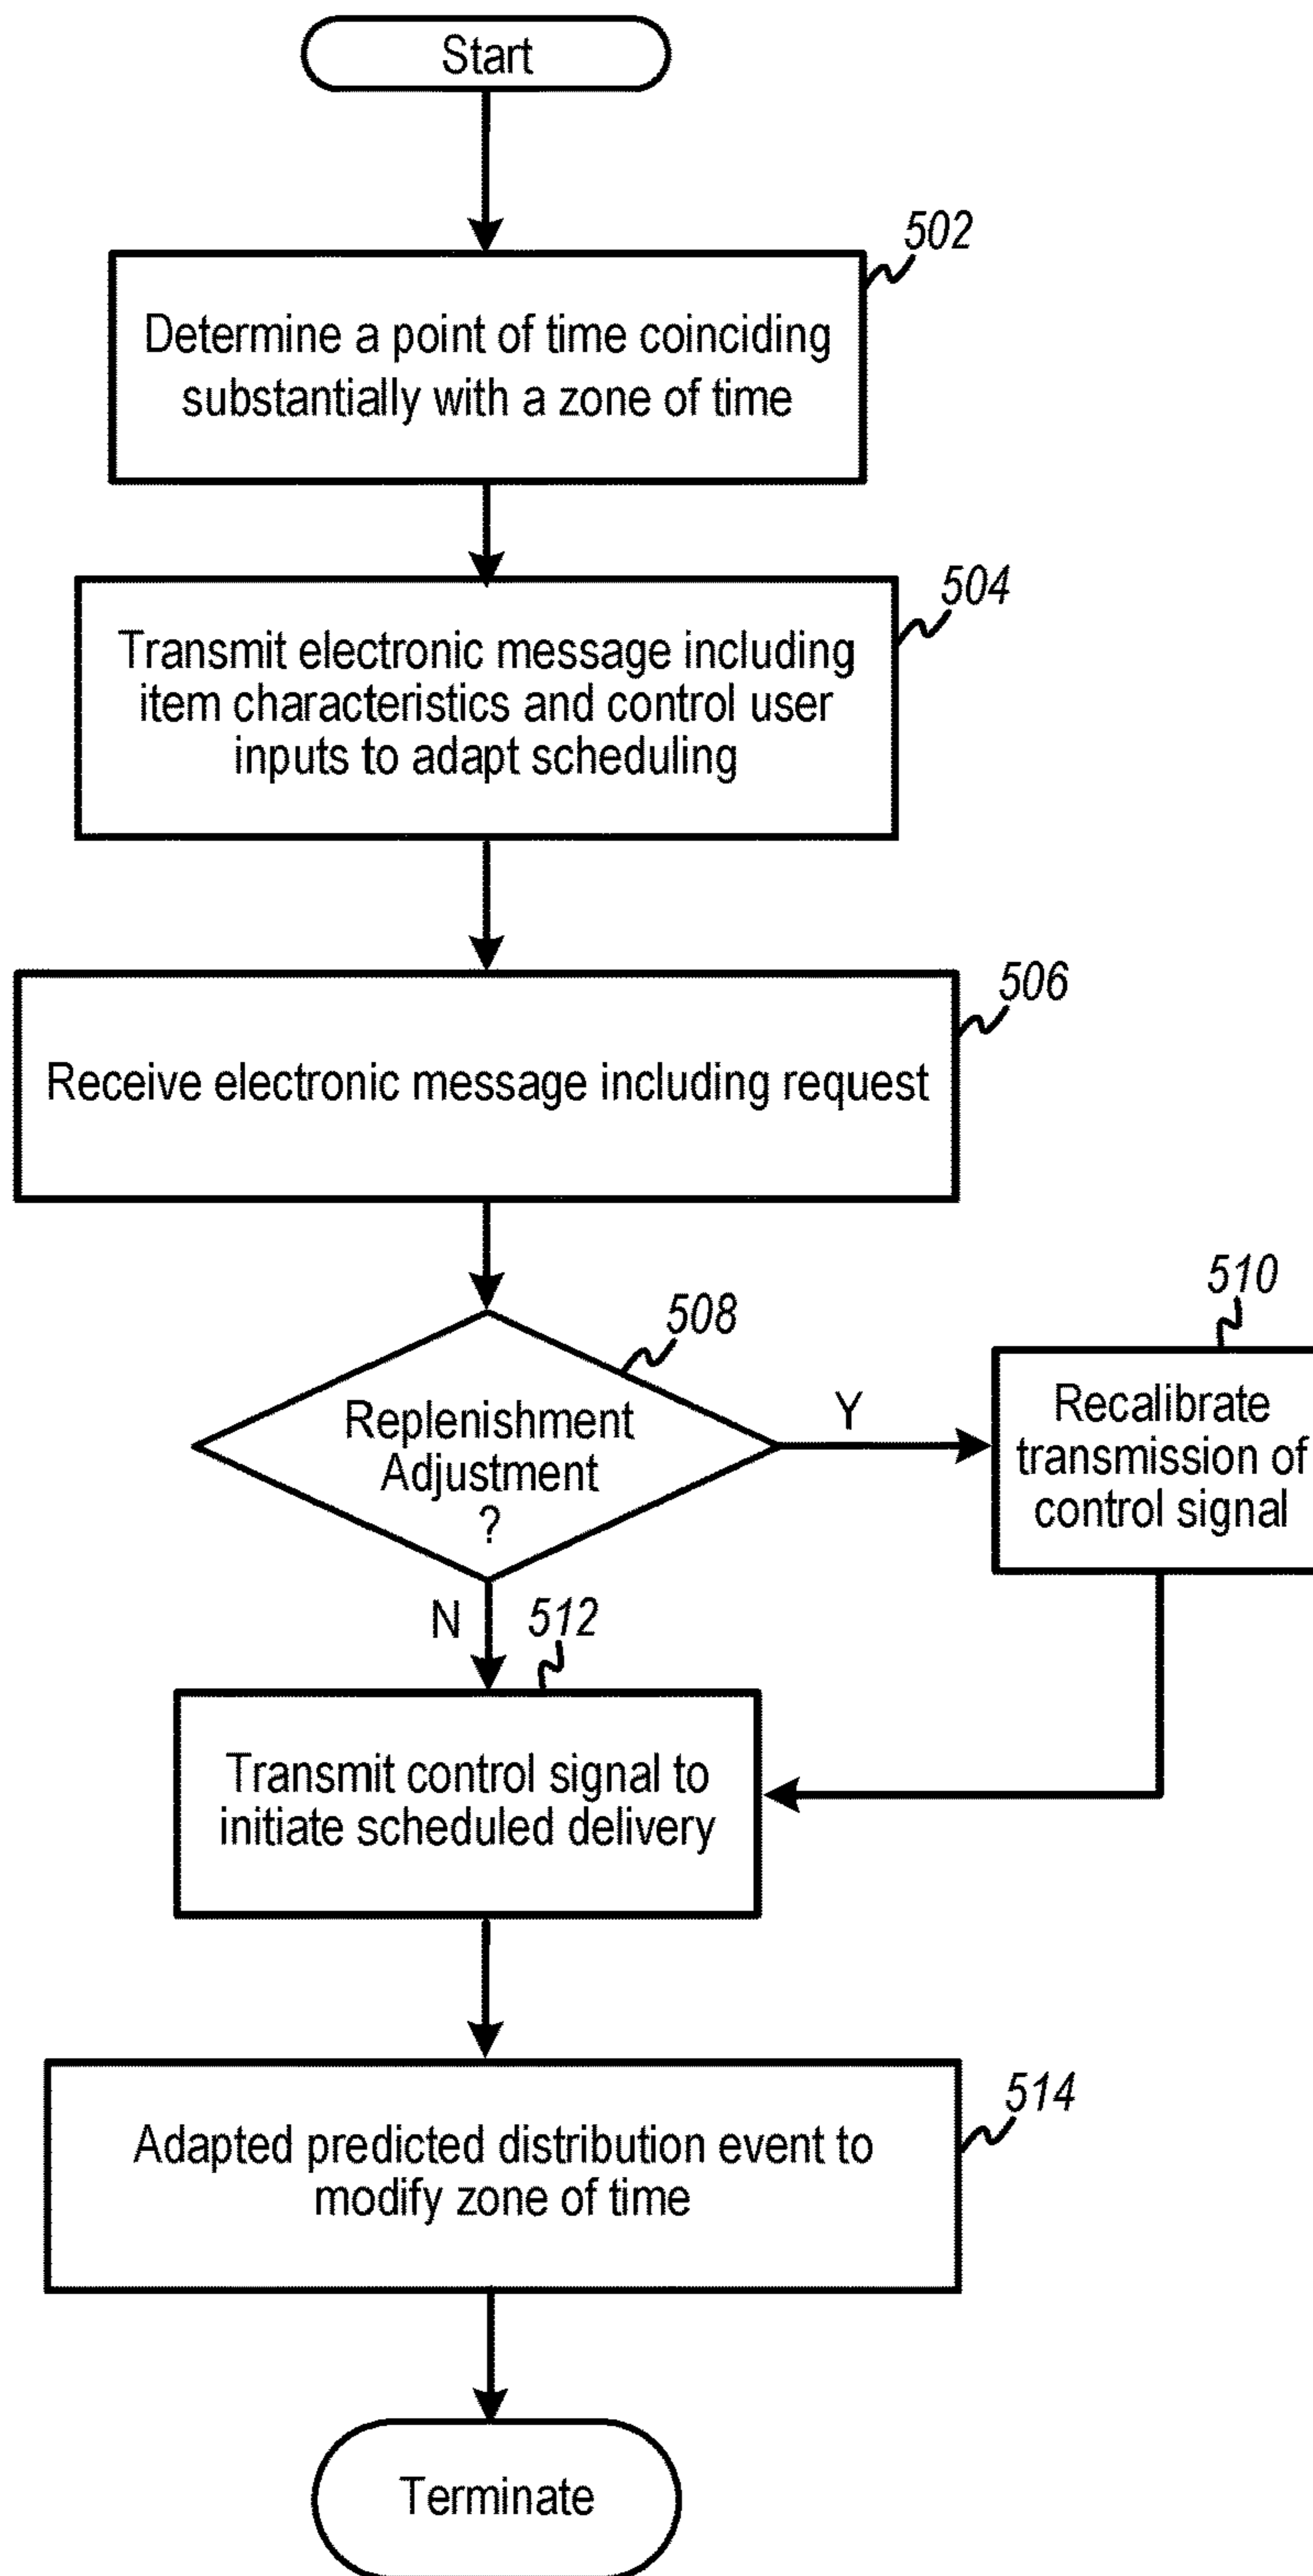 Start
502
Determine a point of time coinciding
substantially with a zone of time
504
Transmit electronic message including
item characteristics and control user
inputs to adapt scheduling
506
Receive electronic message including request
508
Replenishment
Adjustment
?
Y
510
Recalibrate
transmission of
control signal
N
512
Transmit control signal to
initiate scheduled delivery
514
Adapted predicted distribution event to
modify zone of time
Terminate